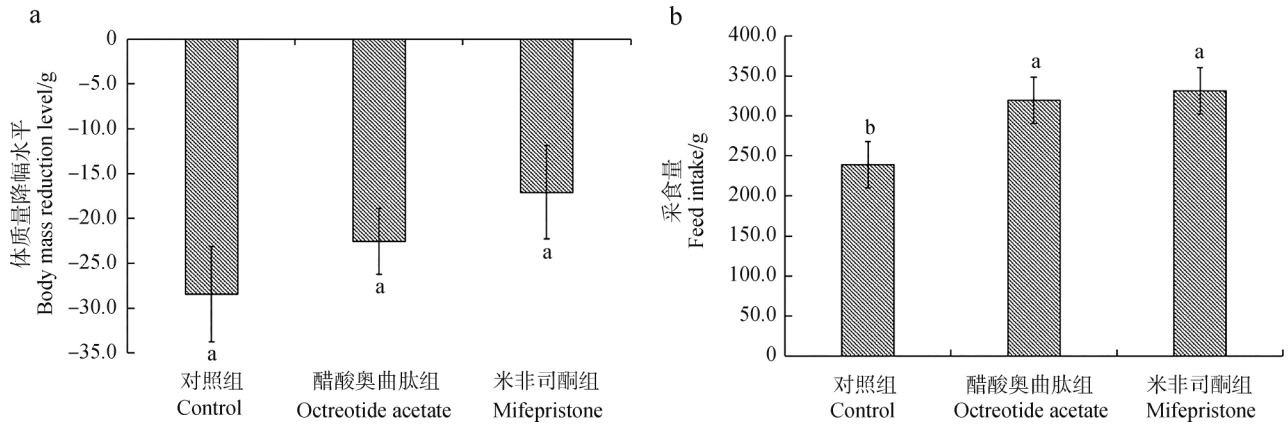 a
0
−5.0
−10.0
−15.0
−20.0
−25.0
−30.0
−35.0
体质量降幅水平
Body mass reduction level/g
a
a
a
对照组
Control
醋酸奥曲肽组
Octreotide acetate
米非司酮组
Mifepristone
b
400.0
350.0
300.0
250.0
200.0
150.0
100.0
50.0
0
采食量
Feed intake/g
b
a
a
对照组
Control
醋酸奥曲肽组
Octreotide acetate
米非司酮组
Mifepristone